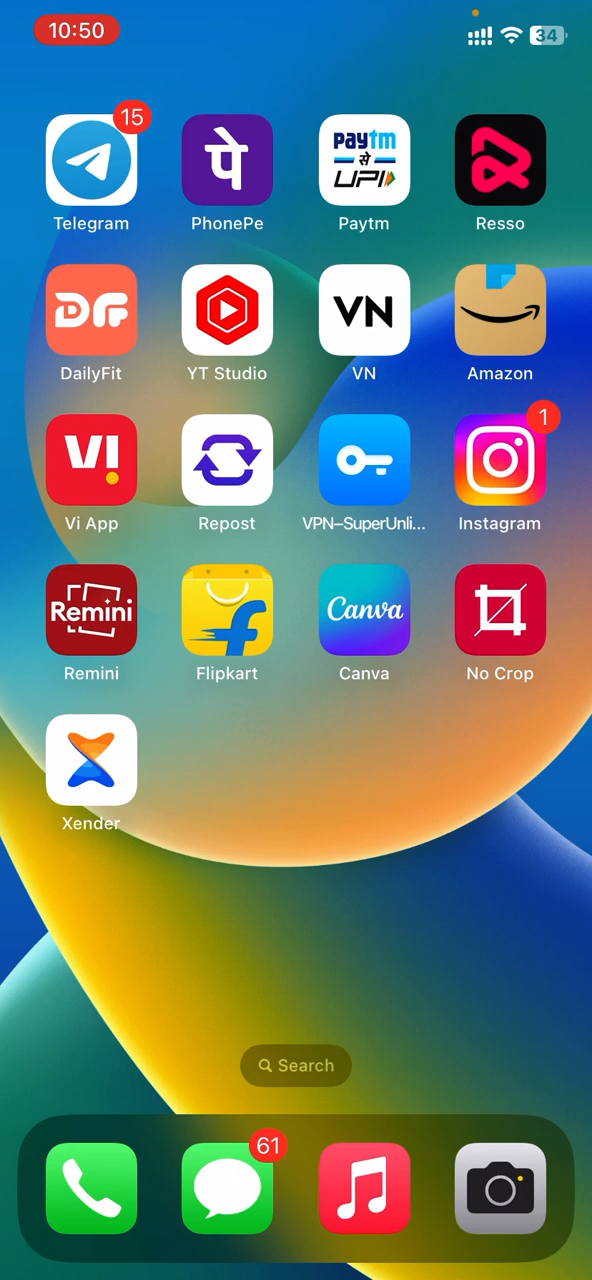 10:50
34
15
पे
paytm
से
UPI
Telegram
PhonePe
Paytm
Resso
DF
VN
DailyFit
YT Studio
VN
Amazon
1
VI
Vi App
Repost
VPN–SuperUnli...
Instagram
Remini
f
Canva
Remini
Flipkart
Canva
No Crop
Xender
Search
61